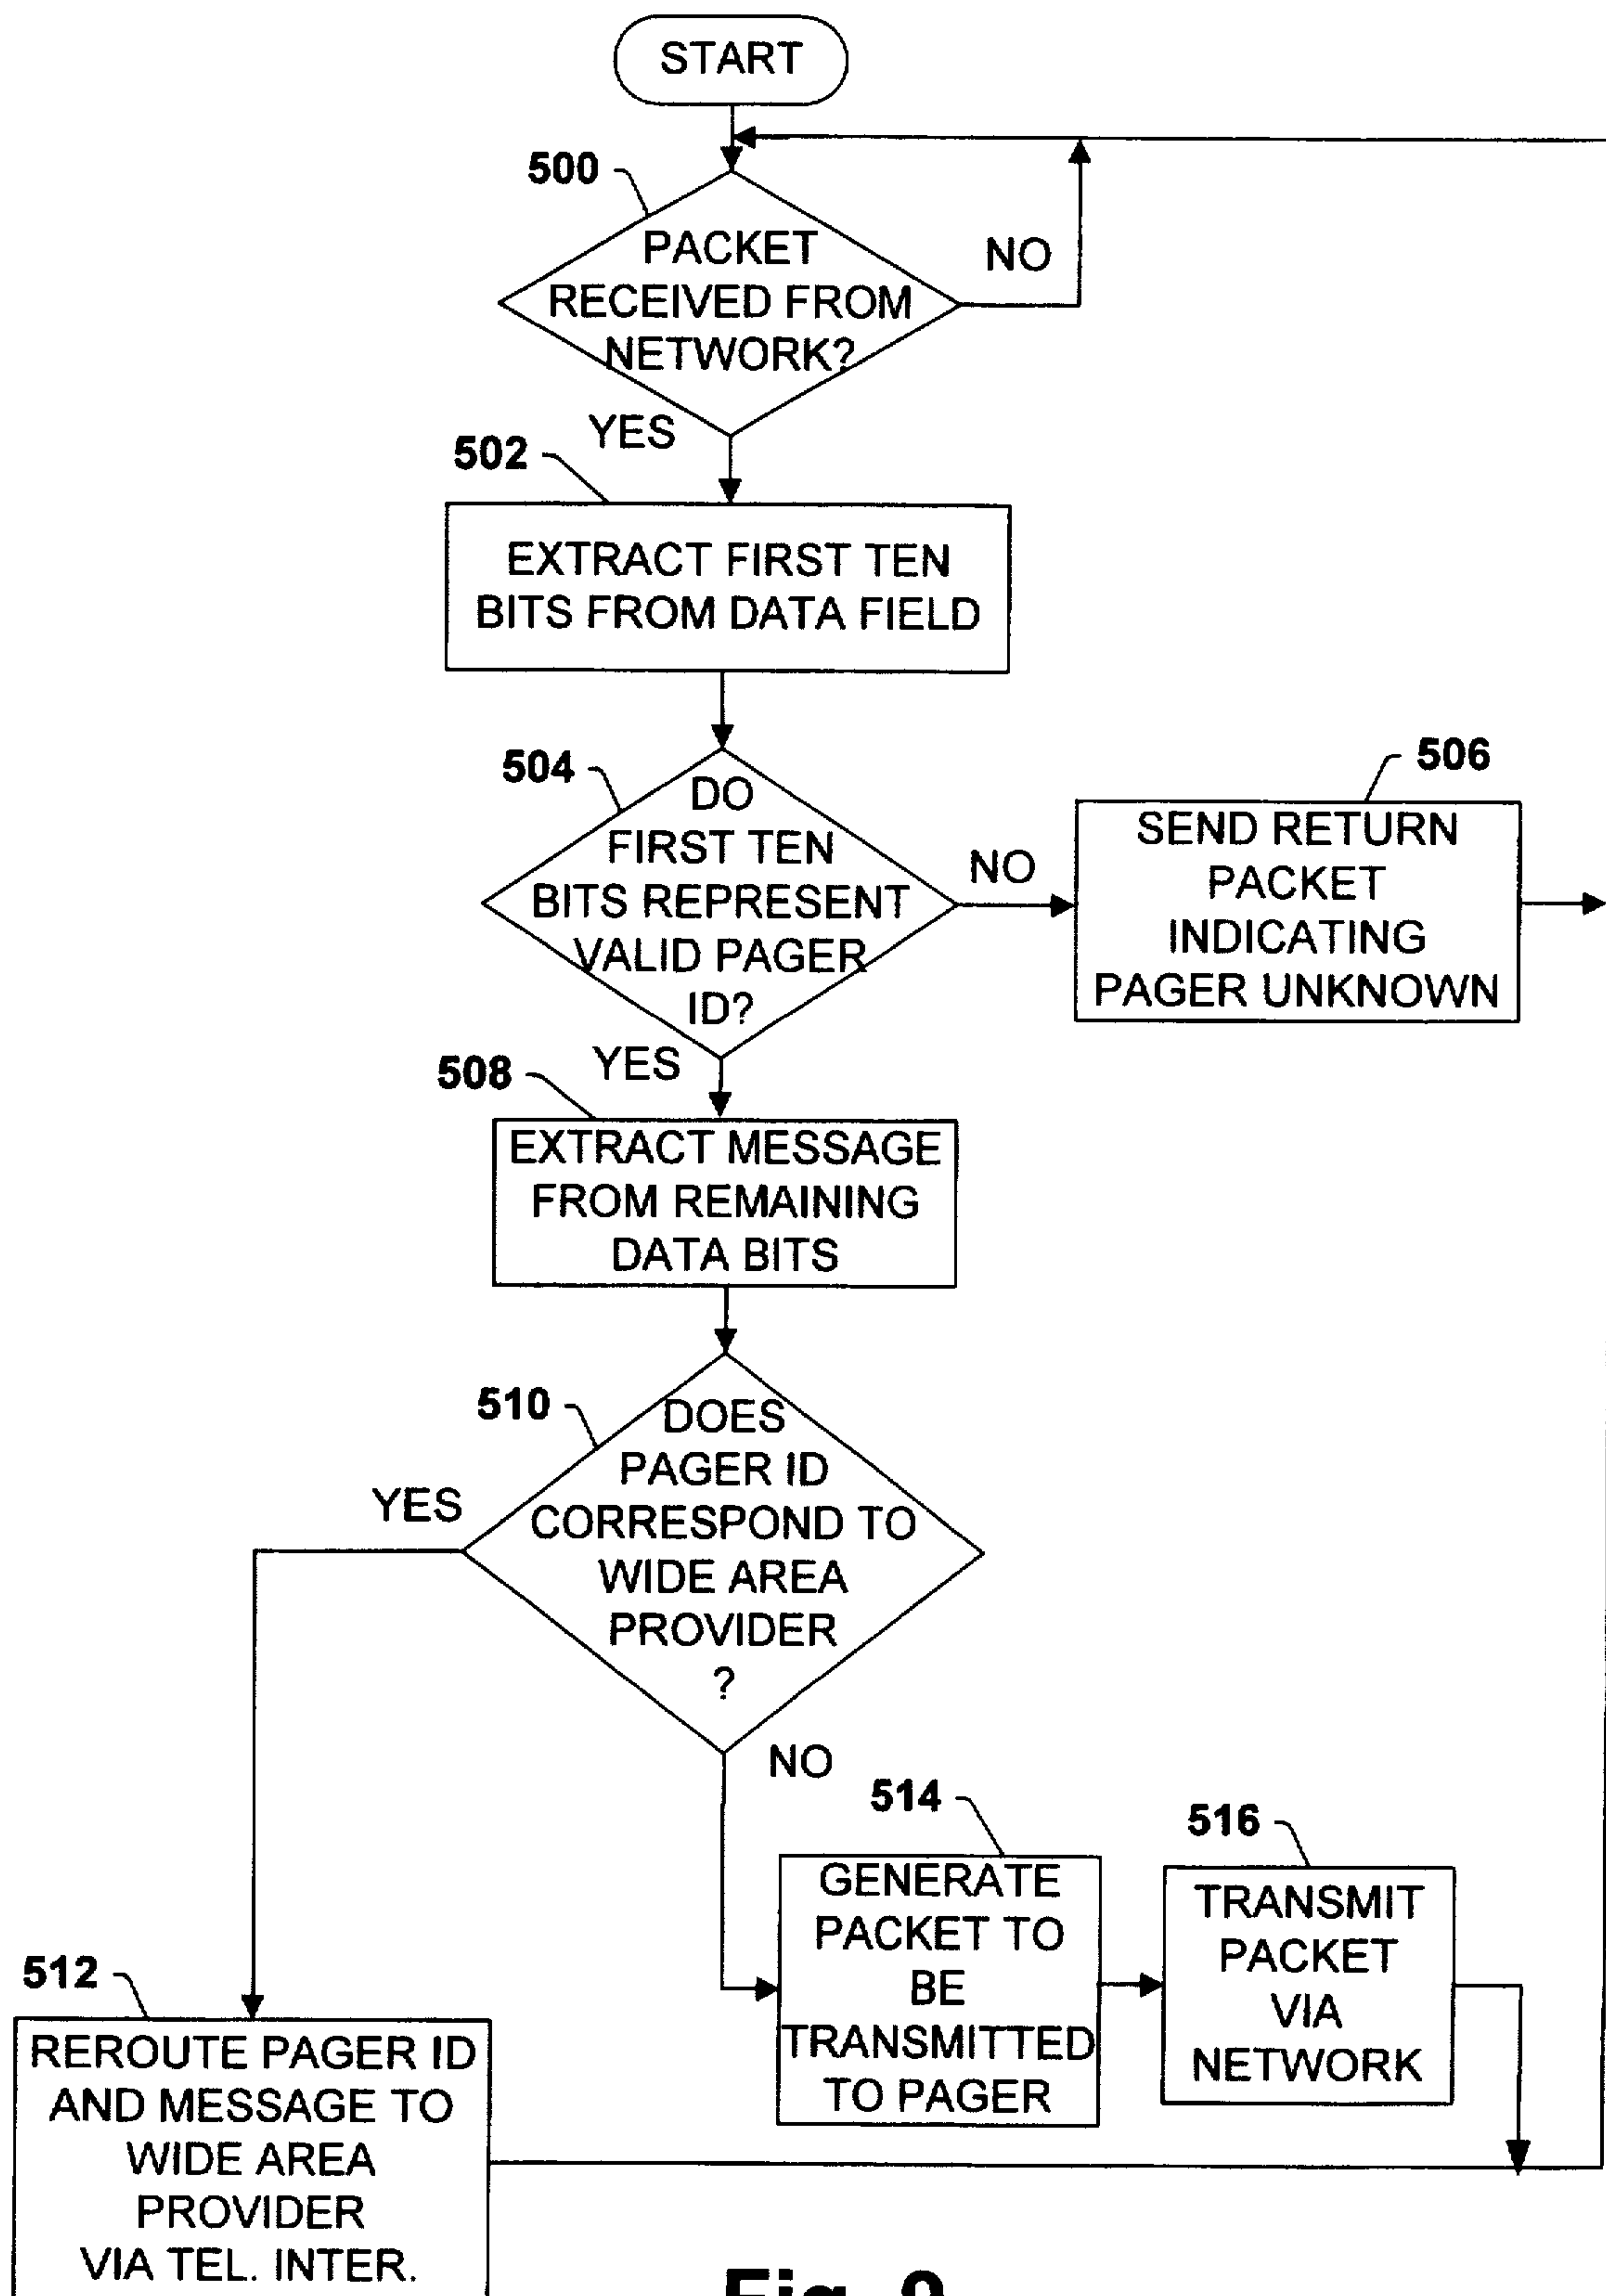 START
500
PACKET
RECEIVED FROM
NETWORK?
NO
YES
502
EXTRACT FIRST TEN
BITS FROM DATA FIELD
504
DO
FIRST TEN
BITS REPRESENT
VALID PAGER
ID?
NO
506
SEND RETURN
PACKET
INDICATING
PAGER UNKNOWN
YES
508
EXTRACT MESSAGE
FROM REMAINING
DATA BITS
510
DOES
PAGER ID
CORRESPOND TO
WIDE AREA
PROVIDER
?
YES
NO
514
GENERATE
PACKET TO
BE
TRANSMITTED
TO PAGER
516
TRANSMIT
PACKET
VIA
NETWORK
512
REROUTE PAGER ID
AND MESSAGE TO
WIDE AREA
PROVIDER
VIA TEL. INTER.
Fig.